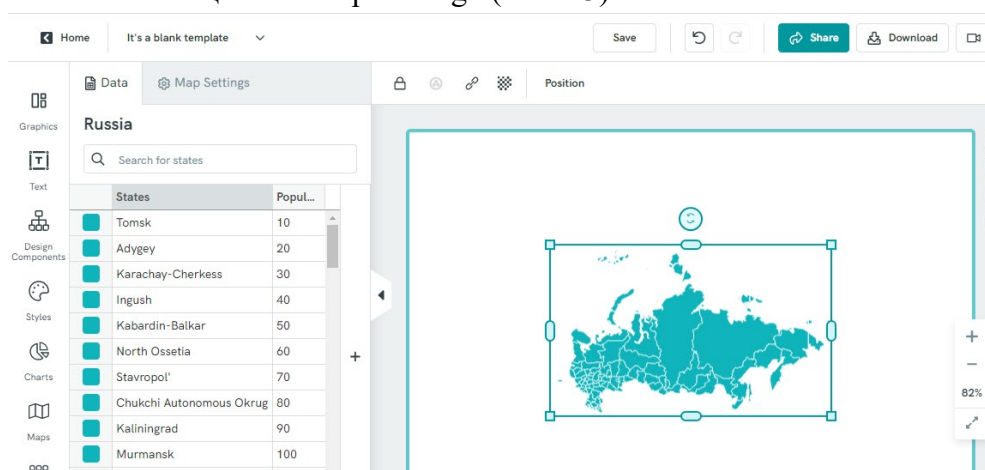 Home It's a blank template Save Share Download
Data Map Settings Position
Graphics
Russia
Search for states
Text
States Popul...
Tomsk 10
Adygey 20
Design
Components
Karachay-Cherkess 30
Ingush 40
Styles
Kabardin-Balkar 50
North Ossetia 60
Charts
Stavropol' 70
Chukchi Autonomous Okrug 80
82%
Kaliningrad 90
Maps
Murmansk 100